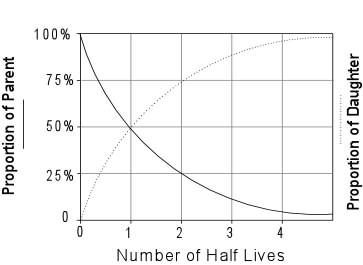 Proportion of Parent
100%
75%
50%
25%
0
0 1 2 3 4
Number of Half Lives
Proportion of Daughter